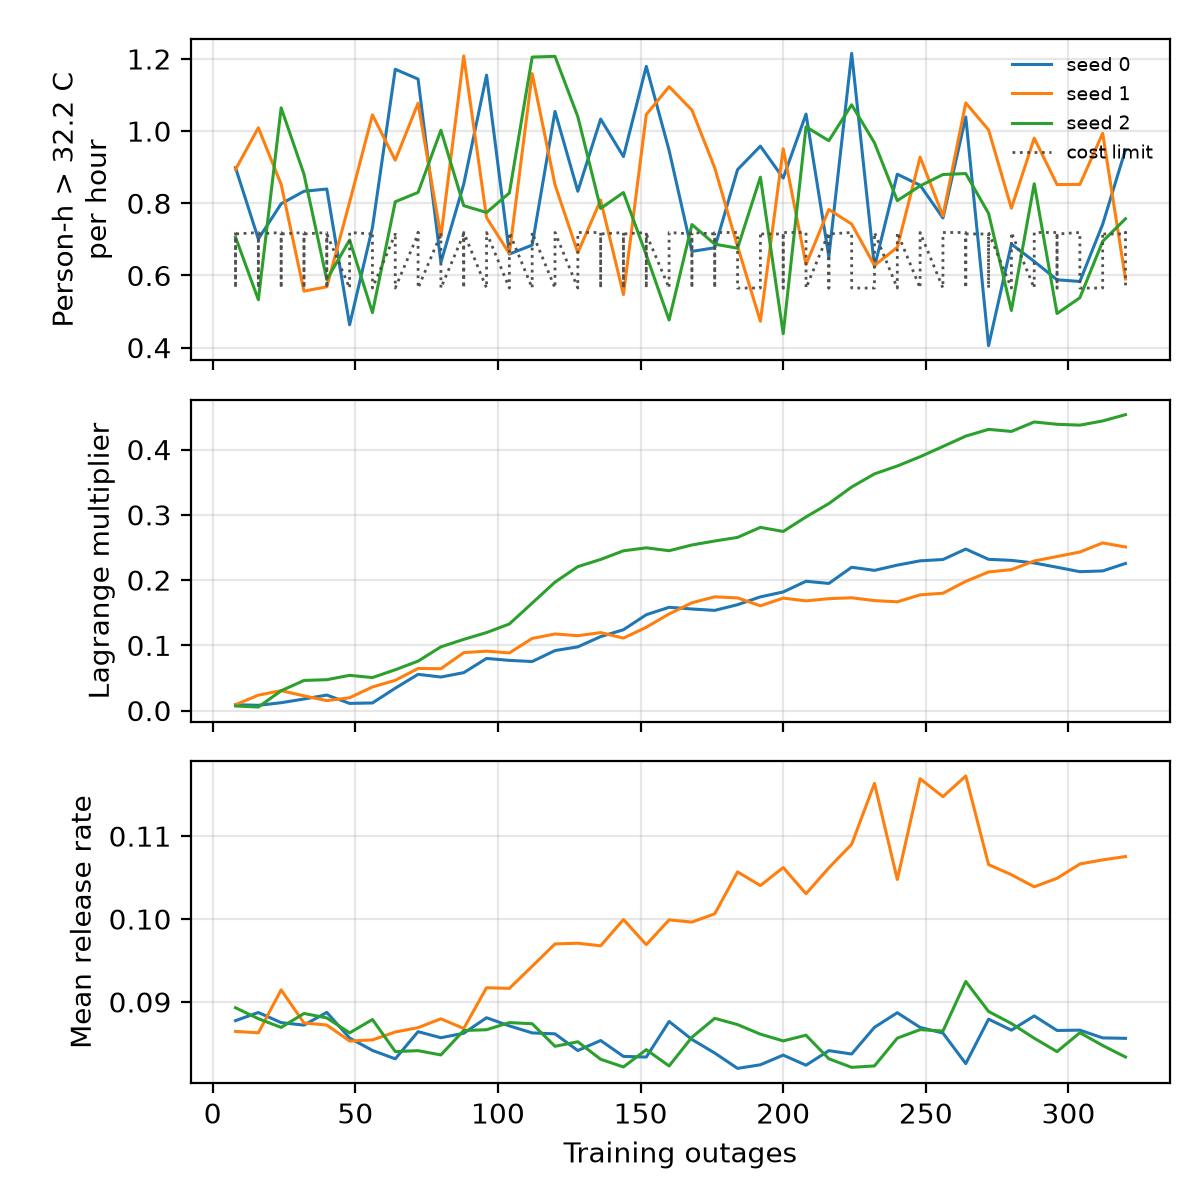 Person-h > 32.2 C
per hour
1.2
1.0
0.8
0.6
0.4
seed 0
seed 1
seed 2
cost limit
Lagrange multiplier
0.4
0.3
0.2
0.1
0.0
Mean release rate
0.11
0.10
0.09
0
50
100
150
200
250
300
Training outages